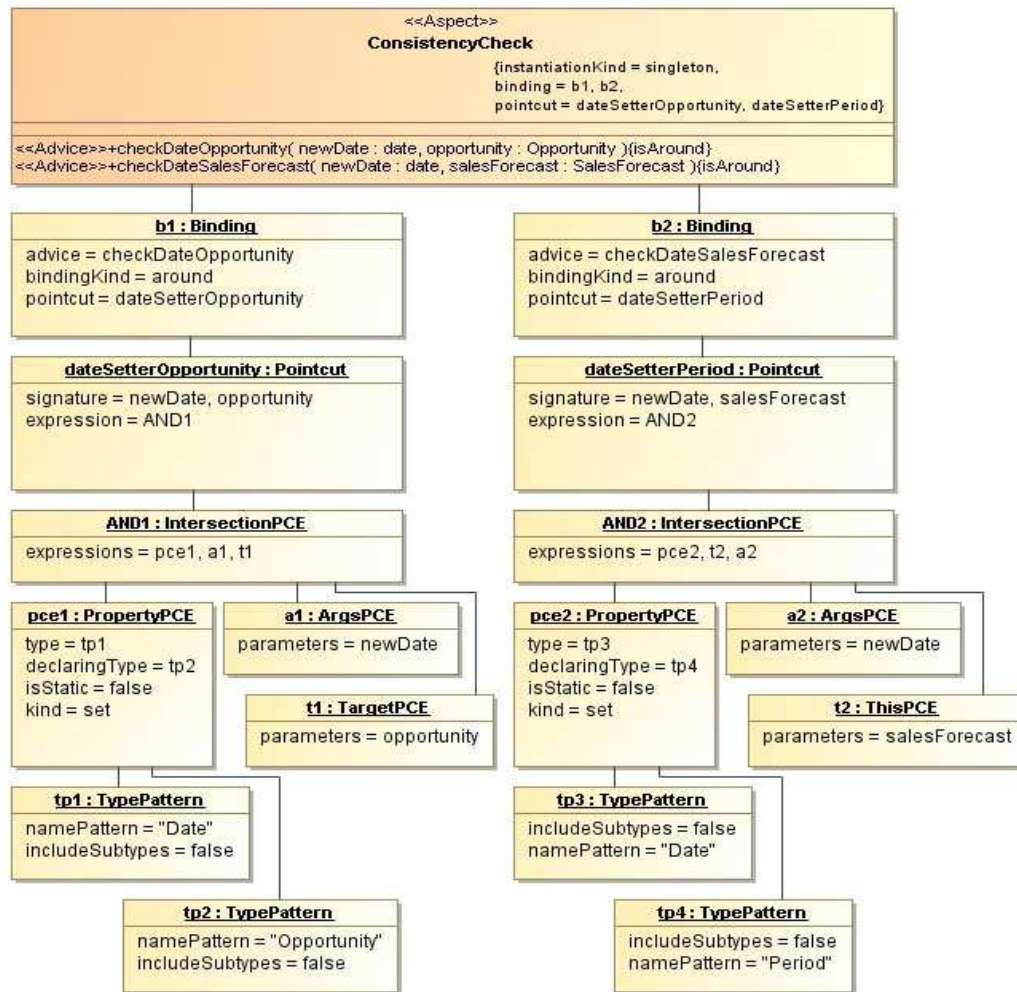 <<Aspect>>
ConsistencyCheck
{instantiationKind = singleton,
binding = b1, b2,
pointcut = dateSetterOpportunity, dateSetterPeriod}
<<Advice>>+checkDateOpportunity( newDate : date, opportunity : Opportunity ){isAround}
<<Advice>>+checkDateSalesForecast( newDate : date, salesForecast : SalesForecast ){isAround}
b1 : Binding
advice = checkDateOpportunity
bindingKind = around
pointcut = dateSetterOpportunity
b2 : Binding
advice = checkDateSalesForecast
bindingKind = around
pointcut = dateSetterPeriod
dateSetterOpportunity : Pointcut
signature = newDate, opportunity
expression = AND1
dateSetterPeriod : Pointcut
signature = newDate, salesForecast
expression = AND2
AND1 : IntersectionPCE
expressions = pce1, a1, t1
AND2 : IntersectionPCE
expressions = pce2, t2, a2
pce1 : PropertyPCE
type = tp1
declaringType = tp2
isStatic = false
kind = set
a1 : ArgsPCE
parameters = newDate
t1 : TargetPCE
parameters = opportunity
pce2 : PropertyPCE
type = tp3
declaringType = tp4
isStatic = false
kind = set
a2 : ArgsPCE
parameters = newDate
t2 : ThisPCE
parameters = salesForecast
tp1 : TypePattern
namePattern = "Date"
includeSubtypes = false
tp2 : TypePattern
namePattern = "Opportunity"
includeSubtypes = false
tp3 : TypePattern
includeSubtypes = false
namePattern = "Date"
tp4 : TypePattern
includeSubtypes = false
namePattern = "Period"